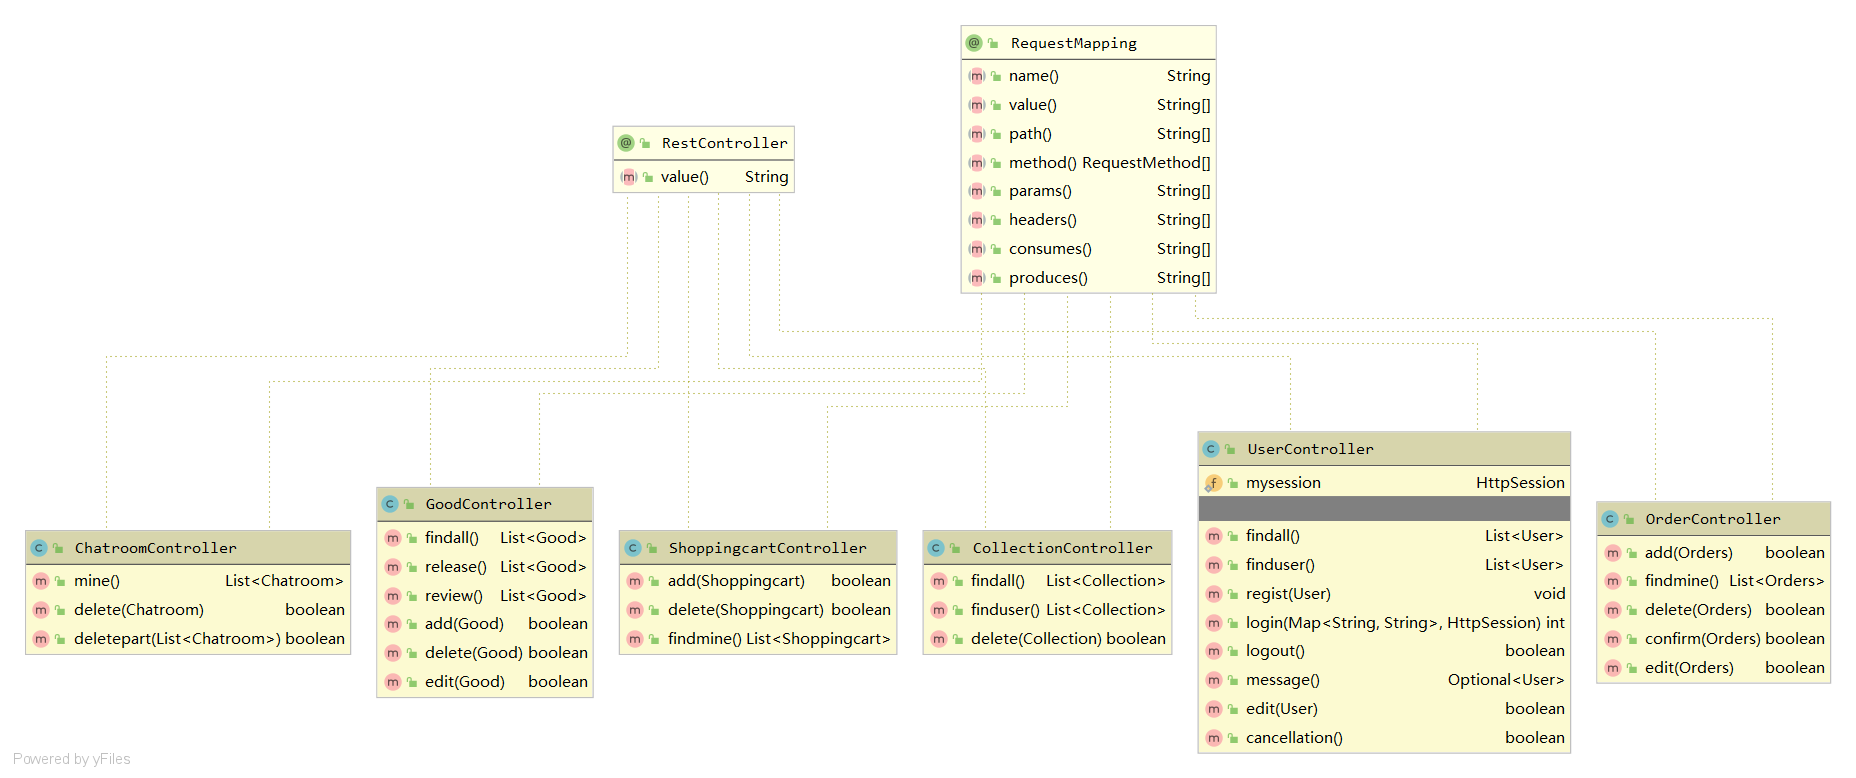 RequestMapping
name() String
value() String[]
path() String[]
method() RequestMethod[]
params() String[]
headers() String[]
consumes() String[]
produces() String[]
RestController
value() String
ChatroomController
mine() List<Chatroom>
delete(Chatroom) boolean
deletepart(List<Chatroom>) boolean
GoodController
findall() List<Good>
release() List<Good>
review() List<Good>
add(Good) boolean
delete(Good) boolean
edit(Good) boolean
ShoppingcartController
add(Shoppingcart) boolean
delete(Shoppingcart) boolean
findmine() List<Shoppingcart>
CollectionController
findall() List<Collection>
finduser() List<Collection>
delete(Collection) boolean
UserController
mysession HttpSession
findall() List<User>
finduser() List<User>
regist(User) void
login(Map<String, String>, HttpSession) int
logout() boolean
message() Optional<User>
edit(User) boolean
cancellation() boolean
OrderController
add(Orders) boolean
findmine() List<Orders>
delete(Orders) boolean
confirm(Orders) boolean
edit(Orders) boolean
Powered by yFiles